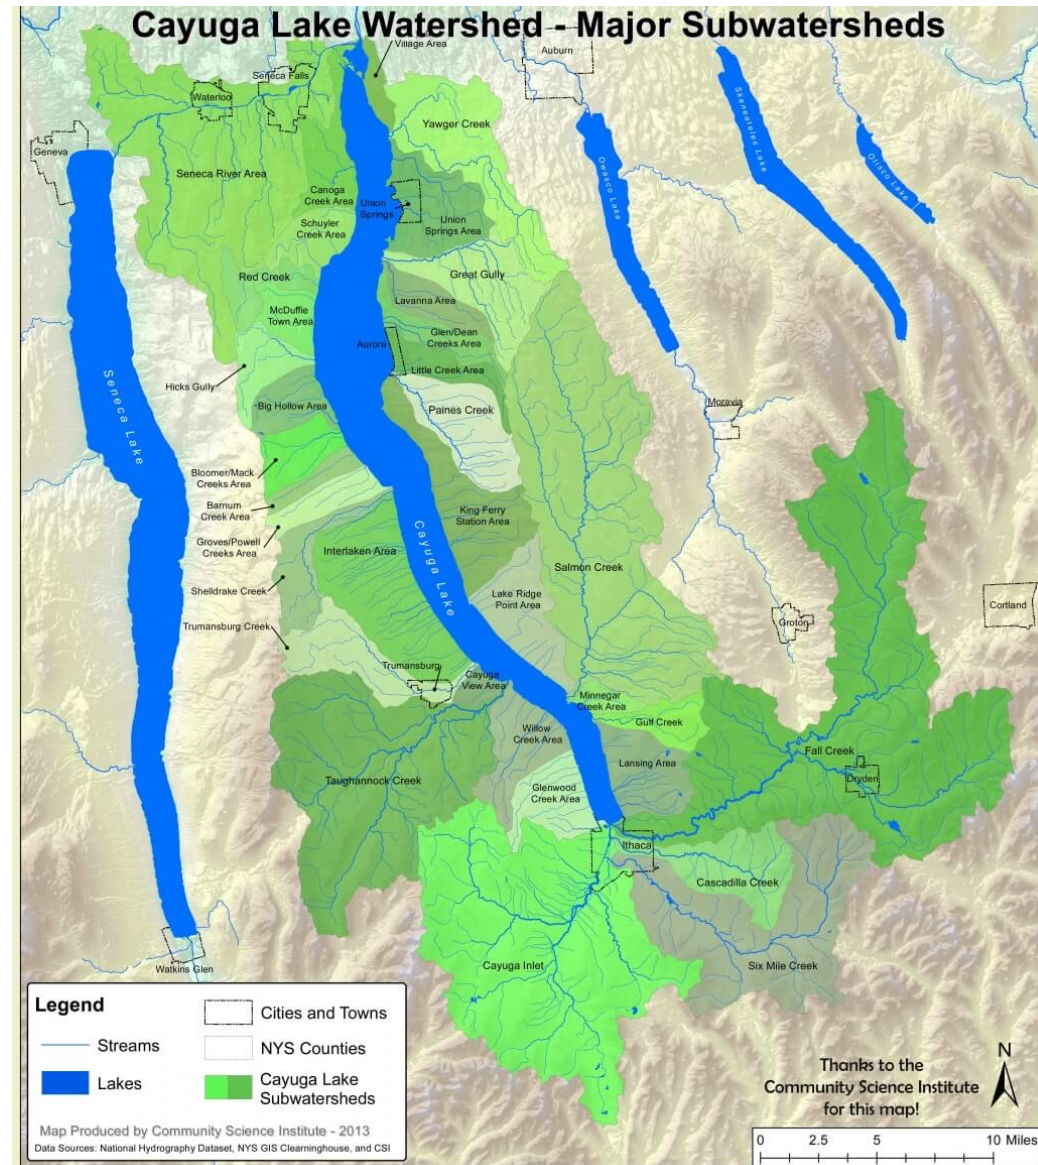 Cayuga Lake Watershed - Major Subwatersheds
Village Area
Auburn
Seneca Falls
Waterloo
Yawger Creek
Geneva
Skaneateles Lake
Otisco Lake
Owasco Lake
Seneca River Area
Canoga
Creek Area
Union
Springs
Union
Springs Area
Schuyler
Creek Area
Red Creek
Great Gully
Lavanna Area
McDuffie
Town Area
Glen/Dean
Creeks Area
Aurora
Little Creek Area
Hicks Gully
Big Hollow Area
Paines Creek
Moravia
Seneca Lake
Bloomer/Mack
Creeks Area
Barnum
Creek Area
King Ferry
Station Area
Cayuga Lake
Groves/Powell
Creeks Area
Interlaken Area
Salmon Creek
Sheldrake Creek
Lake Ridge
Point Area
Cortland
Groton
Trumansburg Creek
Trumansburg
Cayuga
View Area
Minnegar
Creek Area
Gulf Creek
Willow
Creek Area
Fall Creek
Lansing Area
Taughannock Creek
Dryden
Glenwood
Creek Area
Ithaca
Cascadilla Creek
Cayuga Inlet
Six Mile Creek
Watkins Glen
Legend
Streams
Lakes
Cities and Towns
NYS Counties
Cayuga Lake
Subwatersheds
Map Produced by Community Science Institute - 2013
Data Sources: National Hydrography Dataset, NYS GIS Clearninghouse, and CSI
Thanks to the
Community Science Institute
for this map!
N
0 2.5 5 10 Miles